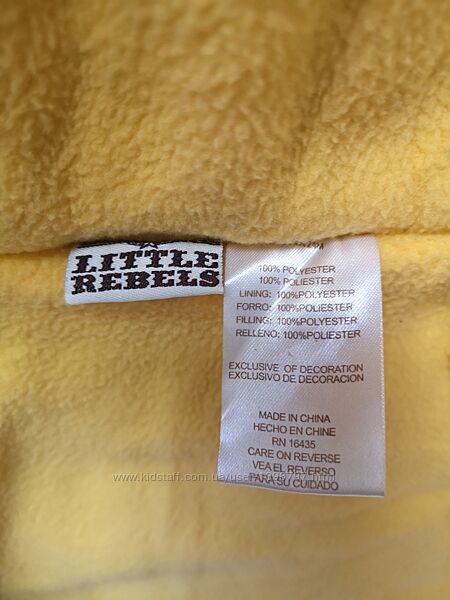 LITTLE
REBELS
100% POLYESTER
100% POLIESTER
LINING: 100%POLYESTER
FORRO: 100%POLIESTER
FILLING: 100%POLYESTER
RELLENO: 100%POLIESTER
EXCLUSIVE OF DECORATION
EXCLUSIVO DE DECORACION
MADE IN CHINA
HECHO EN CHINE
RN 16435
CARE ON REVERSE
VEA EL REVERSO
PARA SU CUIDADO